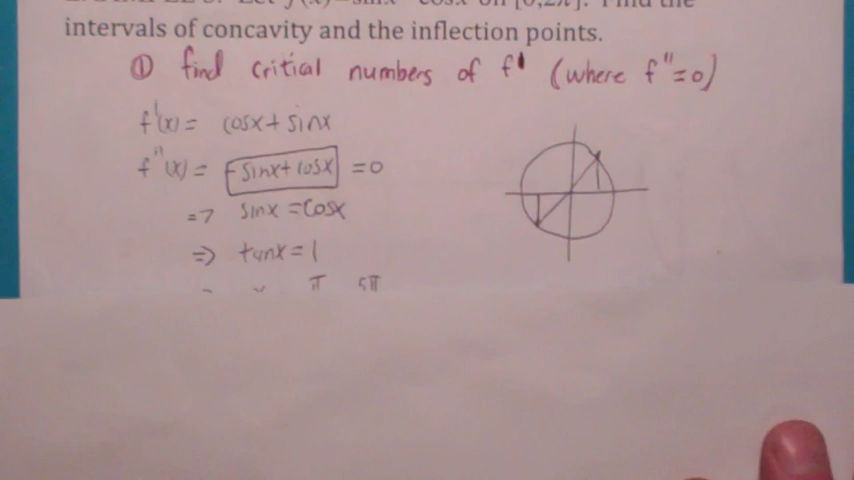 intervals of concavity and the inflection points.
① find critical numbers of f' (where f"=0)
f'(x) = cosx + sinx
f"(x) = -sinx + cosx = 0
=> sinx = cosx
=> tanx = 1
π 5π